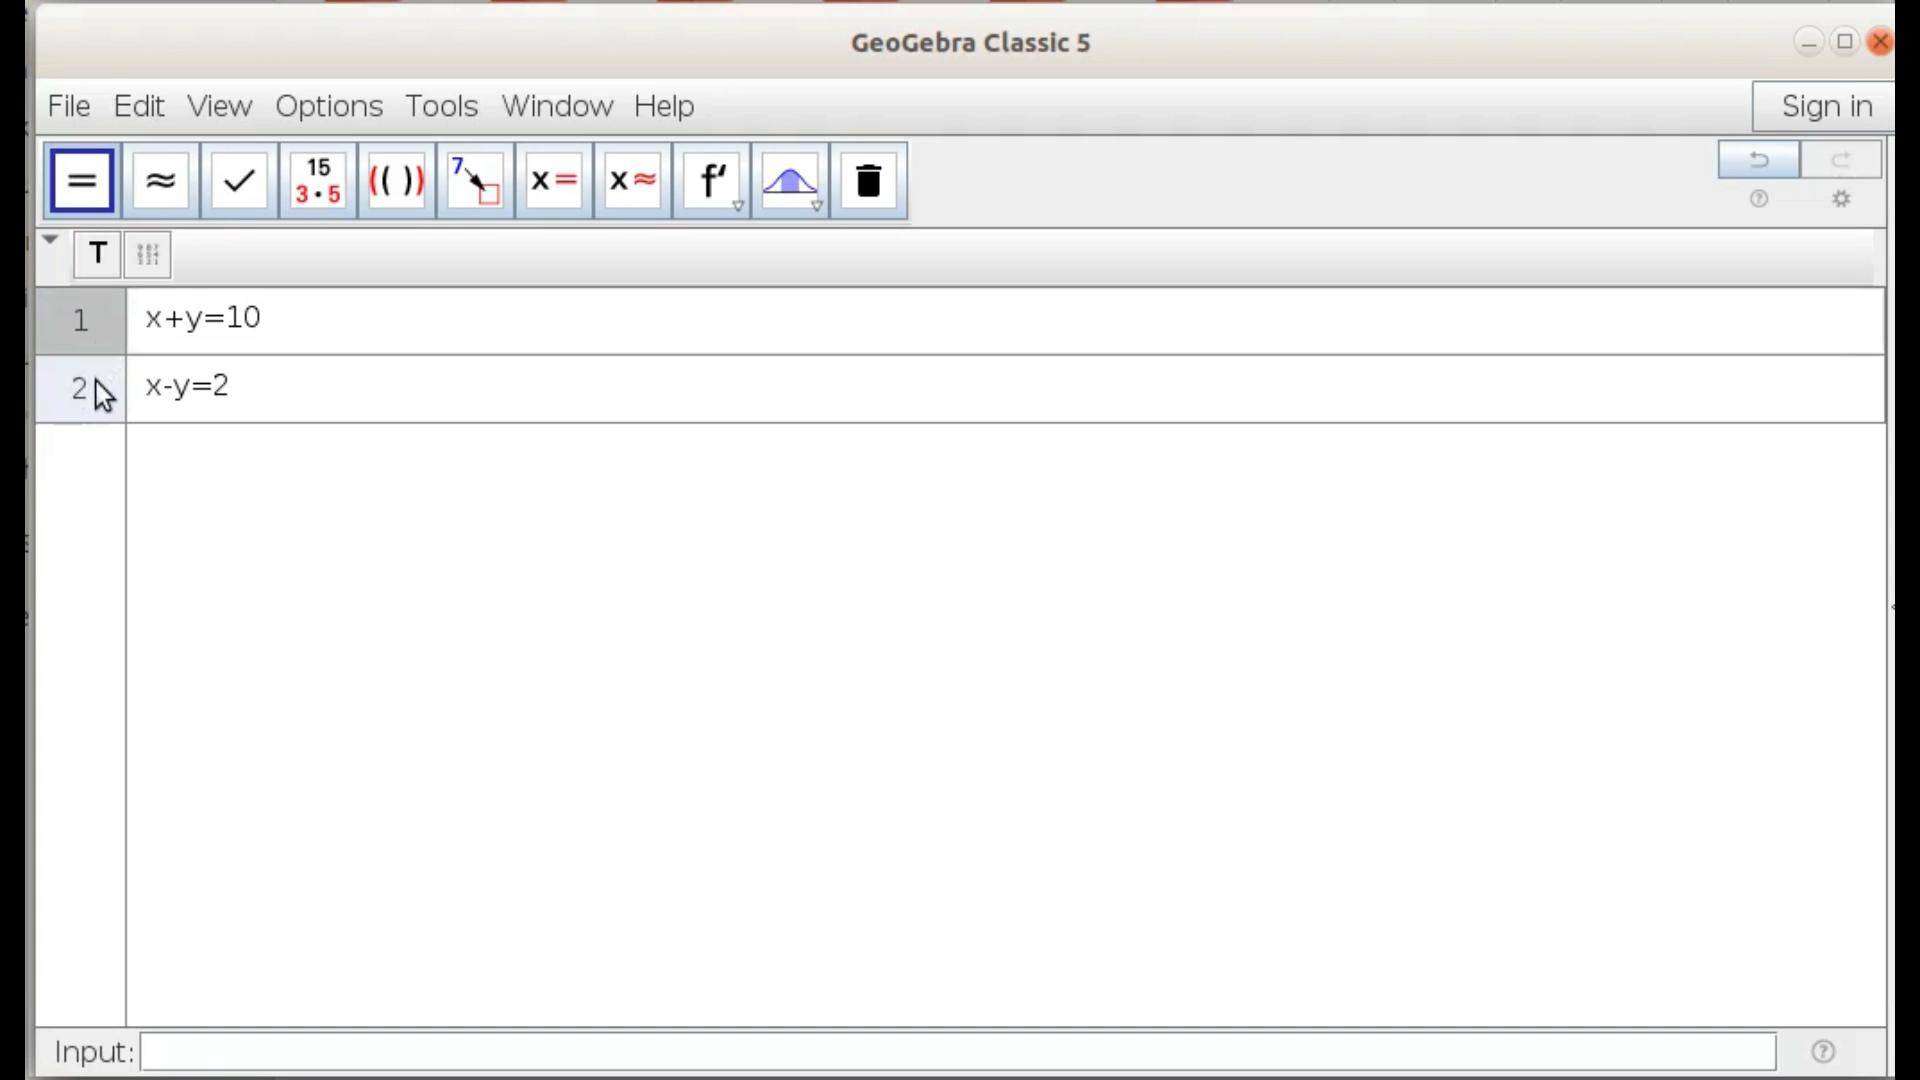 GeoGebra Classic 5
File Edit View Options Tools Window Help
Sign in
= ≈ ✓ 15 3·5 (( )) 7 x= x≈ f′
T
1 x+y=10
2 x-y=2
Input: